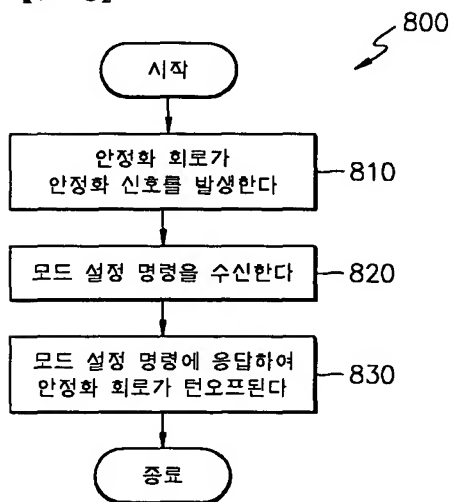 800
시작
안정화 회로가
안정화 신호를 발생한다
810
모드 설정 명령을 수신한다
820
모드 설정 명령에 응답하여
안정화 회로가 턴오프된다
830
종료